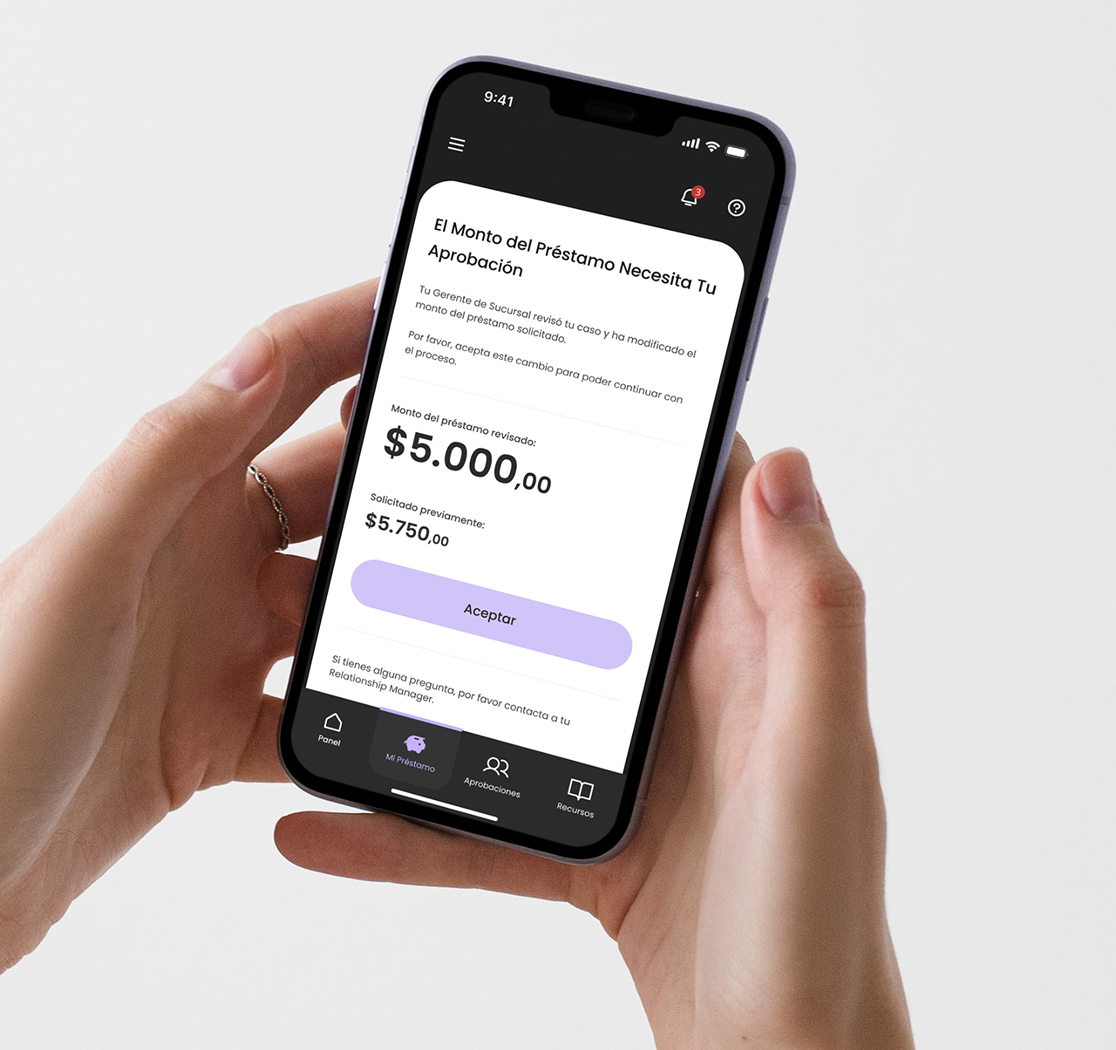 9:41
3
El Monto del Préstamo Necesita Tu
Aprobación
Tu Gerente de Sucursal revisó tu caso y ha modificado el
monto del préstamo solicitado.
Por favor, acepta este cambio para poder continuar con
el proceso.
Monto del préstamo revisado:
$5.000,00
Solicitado previamente:
$5.750,00
Aceptar
Si tienes alguna pregunta, por favor contacta a tu
Relationship Manager.
Panel
Mi Préstamo
Aprobaciones
Recursos